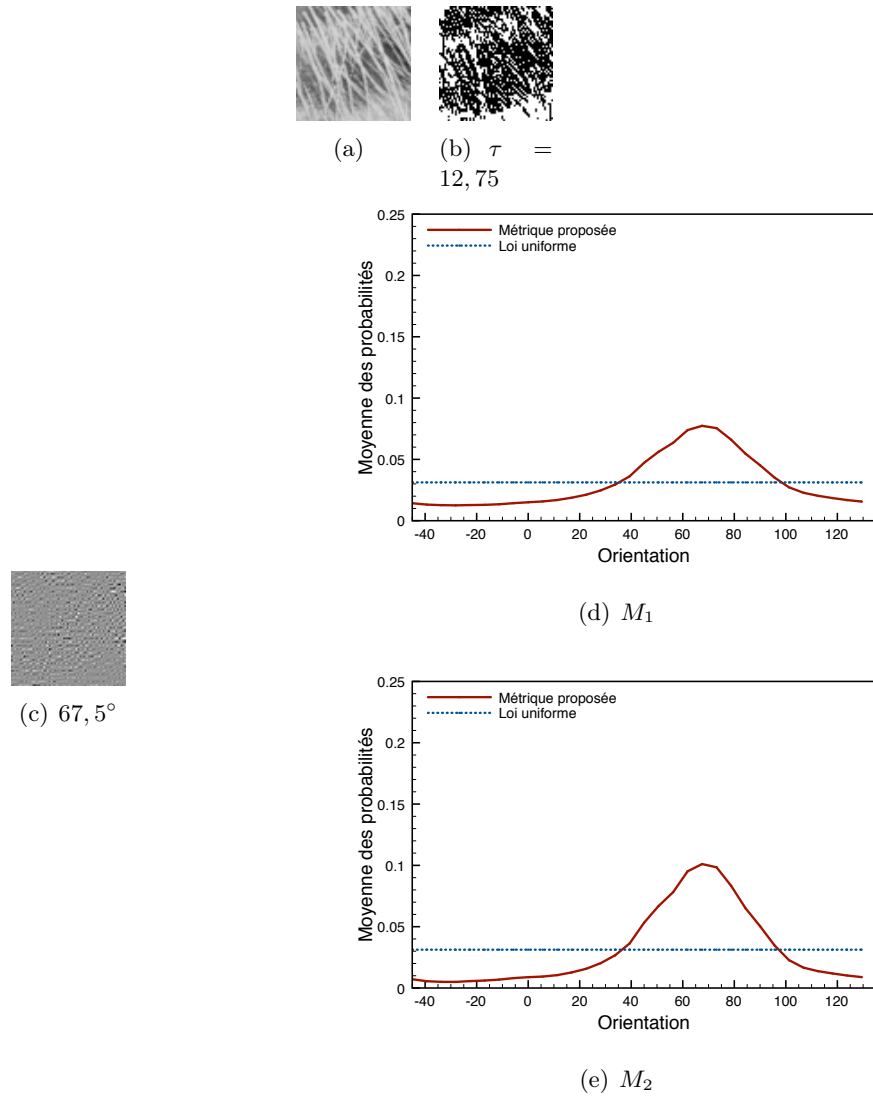 (a)
(b) τ =
12, 75
0.25
0.2
0.15
0.1
0.05
0
Moyenne des probabilités
Métrique proposée
Loi uniforme
-40 -20 0 20 40 60 80 100 120
Orientation
(d) M₁
(c) 67, 5°
0.25
0.2
0.15
0.1
0.05
0
Moyenne des probabilités
Métrique proposée
Loi uniforme
-40 -20 0 20 40 60 80 100 120
Orientation
(e) M₂